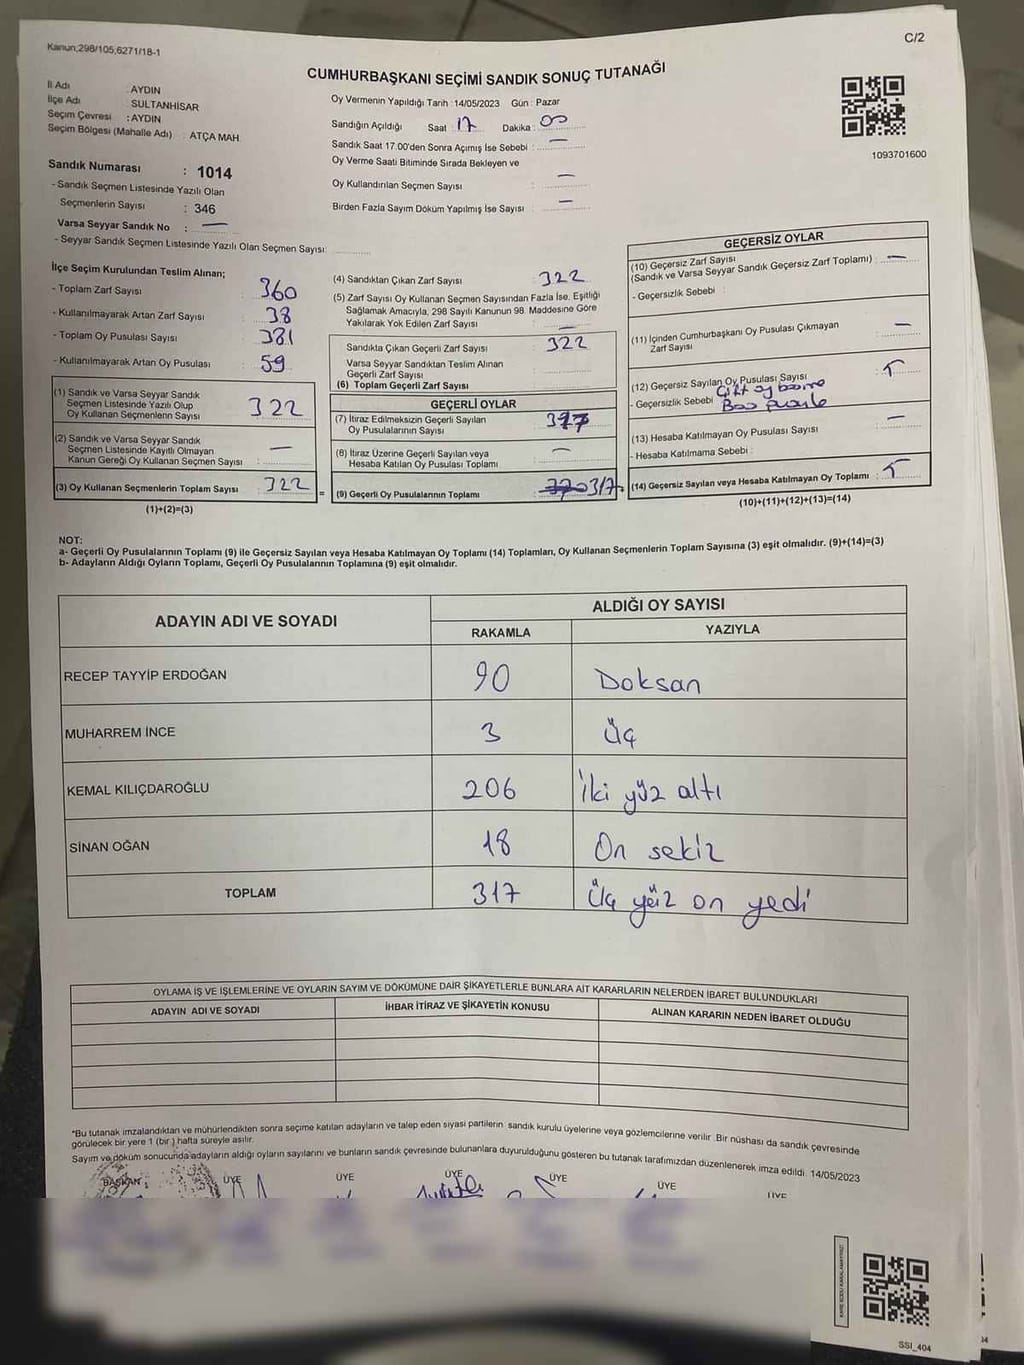 Kanun;298/105,6271/18-1
C/2
CUMHURBAŞKANI SEÇİMİ SANDIK SONUÇ TUTANAĞI
İl Adı : AYDIN
İlçe Adı : SULTANHİSAR
Seçim Çevresi : AYDIN
Seçim Bölgesi (Mahalle Adı) : ATÇA MAH.
Sandık Numarası : 1014
- Sandık Seçmen Listesinde Yazılı Olan
Seçmenlerin Sayısı : 346
Varsa Seyyar Sandık No : —
- Seyyar Sandık Seçmen Listesinde Yazılı Olan Seçmen Sayısı:
Oy Vermenin Yapıldığı Tarih : 14/05/2023 Gün : Pazar
Sandığın Açıldığı Saat : 17 Dakika : 00
Sandık Saat 17.00'den Sonra Açılmış İse Sebebi : —
Oy Verme Saati Bitiminde Sırada Bekleyen ve
Oy Kullandırılan Seçmen Sayısı : —
Birden Fazla Sayım Döküm Yapılmış İse Sayısı : —
1093701600
İlçe Seçim Kurulundan Teslim Alınan;
- Toplam Zarf Sayısı : 360
- Kullanılmayarak Artan Zarf Sayısı : 38
- Toplam Oy Pusulası Sayısı : 381
- Kullanılmayarak Artan Oy Pusulası : 59
(1) Sandık ve Varsa Seyyar Sandık
Seçmen Listesinde Yazılı Olup
Oy Kullanan Seçmenlerin Sayısı : 322
(2) Sandık ve Varsa Seyyar Sandık
Seçmen Listesinde Kayıtlı Olmayan
Kanun Gereği Oy Kullanan Seçmen Sayısı : —
(3) Oy Kullanan Seçmenlerin Toplam Sayısı : 322
(1)+(2)=(3)
=
(4) Sandıktan Çıkan Zarf Sayısı : 322
(5) Zarf Sayısı Oy Kullanan Seçmen Sayısından Fazla İse, Eşitliği
Sağlamak Amacıyla, 298 Sayılı Kanunun 98. Maddesine Göre
Yakılarak Yok Edilen Zarf Sayısı : —
Sandıkta Çıkan Geçerli Zarf Sayısı : 322
Varsa Seyyar Sandıktan Teslim Alınan
Geçerli Zarf Sayısı
(6) Toplam Geçerli Zarf Sayısı
GEÇERLİ OYLAR
(7) İtiraz Edilmeksizin Geçerli Sayılan
Oy Pusulalarının Sayısı : 317
(8) İtiraz Üzerine Geçerli Sayılan veya
Hesaba Katılan Oy Pusulası Toplamı : —
(9) Geçerli Oy Pusulalarının Toplamı : 317
+
GEÇERSİZ OYLAR
(10) Geçersiz Zarf Sayısı
(Sandık ve Varsa Seyyar Sandık Geçersiz Zarf Toplamı) : —
- Geçersizlik Sebebi :
(11) İçinden Cumhurbaşkanı Oy Pusulası Çıkmayan
Zarf Sayısı : —
(12) Geçersiz Sayılan Oy Pusulası Sayısı : 5
- Geçersizlik Sebebi : Çift oy basma
Boş pusula
(13) Hesaba Katılmayan Oy Pusulası Sayısı : —
- Hesaba Katılmama Sebebi :
(14) Geçersiz Sayılan veya Hesaba Katılmayan Oy Toplamı : 5
(10)+(11)+(12)+(13)=(14)
NOT:
a- Geçerli Oy Pusulalarının Toplamı (9) ile Geçersiz Sayılan veya Hesaba Katılmayan Oy Toplamı (14) Toplamları, Oy Kullanan Seçmenlerin Toplam Sayısına (3) eşit olmalıdır. (9)+(14)=(3)
b- Adayların Aldığı Oyların Toplamı, Geçerli Oy Pusulalarının Toplamına (9) eşit olmalıdır.
ADAYIN ADI VE SOYADI
ALDIĞI OY SAYISI
RAKAMLA YAZIYLA
RECEP TAYYİP ERDOĞAN 90 Doksan
MUHARREM İNCE 3 Üç
KEMAL KILIÇDAROĞLU 206 İki yüz altı
SİNAN OĞAN 18 On sekiz
TOPLAM 317 Üç yüz on yedi
OYLAMA İŞ VE İŞLEMLERİNE VE OYLARIN SAYIM VE DÖKÜMÜNE DAİR ŞİKAYETLERLE BUNLARA AİT KARARLARIN NELERDEN İBARET BULUNDUKLARI
ADAYIN ADI VE SOYADI İHBAR İTİRAZ VE ŞİKAYETİN KONUSU ALINAN KARARIN NEDEN İBARET OLDUĞU
*Bu tutanak imzalandıktan ve mühürlendikten sonra seçime katılan adayların ve talep eden siyasi partilerin sandık kurulu üyelerine veya gözlemcilerine verilir .Bir nüshası da sandık çevresinde
görülecek bir yere 1 (bir ) hafta süreyle asılır.
Sayım ve döküm sonucunda adayların aldığı oyların sayılarını ve bunların sandık çevresinde bulunanlara duyurulduğunu gösteren bu tutanak tarafımızdan düzenlenerek imza edildi. 14/05/2023
BAŞKAN ÜYE ÜYE ÜYE ÜYE ÜYE ÜYE
SSI_404